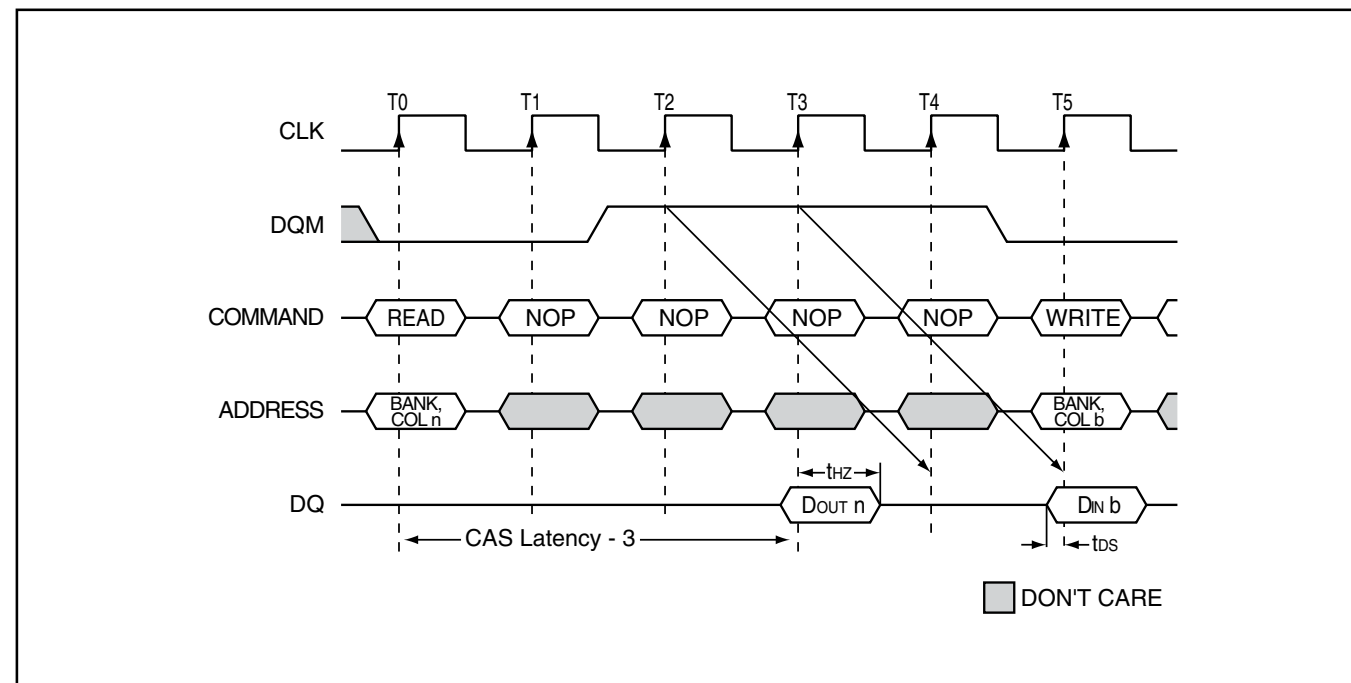 T0 T1 T2 T3 T4 T5
CLK
DQM
COMMAND READ NOP NOP NOP NOP WRITE
ADDRESS BANK, COL n BANK, COL b
tHZ
DQ DOUT n DIN b
CAS Latency - 3 tDS
DON'T CARE